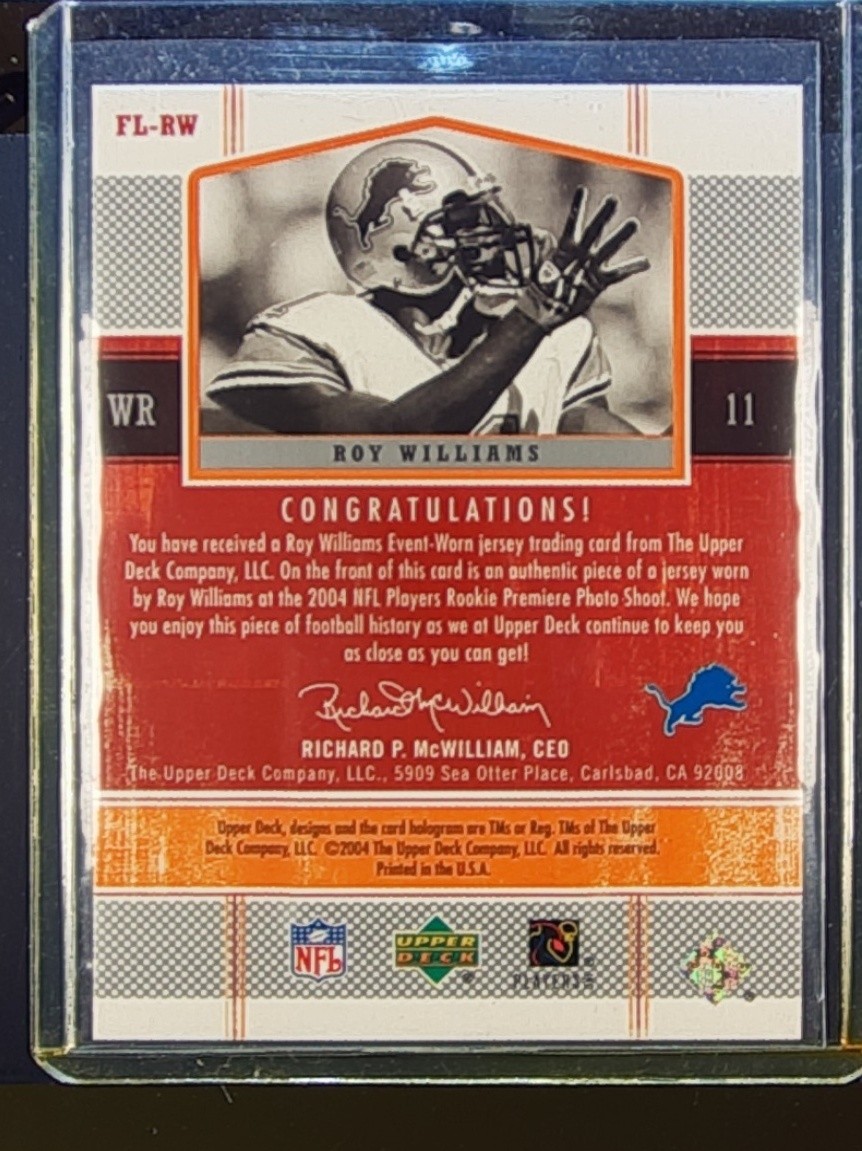 FL-RW
WR
11
ROY WILLIAMS
CONGRATULATIONS!
You have received a Roy Williams Event-Worn jersey trading card from The Upper
Deck Company, LLC. On the front of this card is an authentic piece of a jersey worn
by Roy Williams at the 2004 NFL Players Rookie Premiere Photo Shoot. We hope
you enjoy this piece of football history as we at Upper Deck continue to keep you
as close as you can get!
Richard McWilliam
RICHARD P. McWILLIAM, CEO
The Upper Deck Company, LLC., 5909 Sea Otter Place, Carlsbad, CA 92008
Upper Deck, designs and the card hologram are TMs or Reg. TMs of The Upper
Deck Company, LLC. ©2004 The Upper Deck Company, LLC. All rights reserved.
Printed in the U.S.A.
NFL
UPPER
DECK ®
PLAYERS